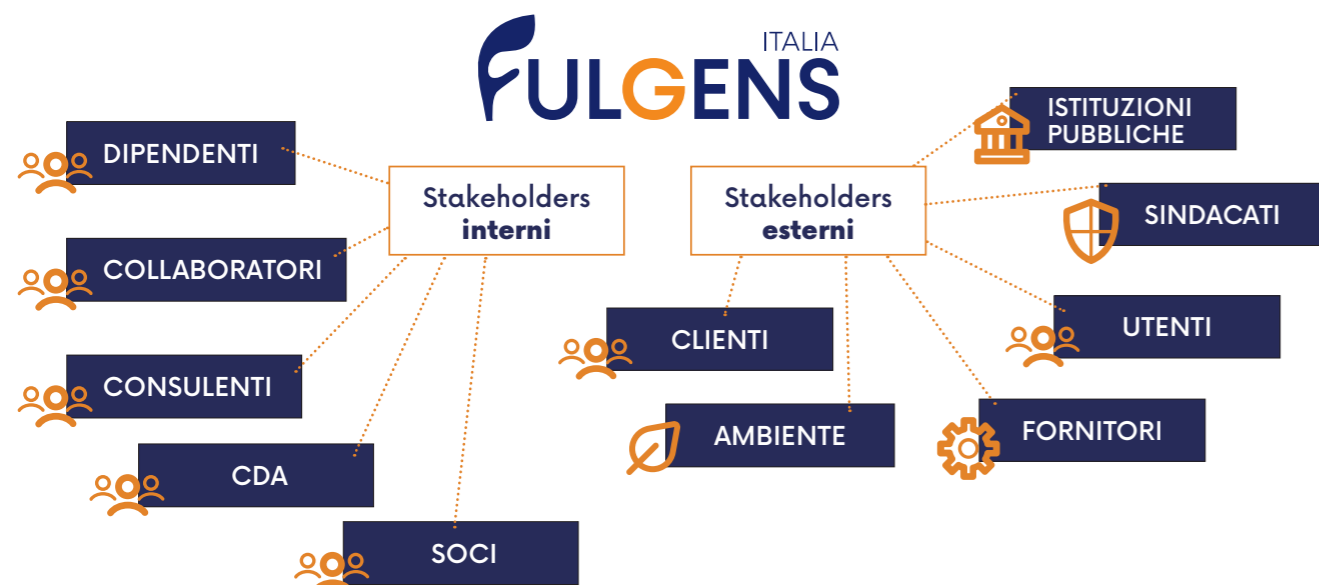 ITALIA
FULGENS
Stakeholders
interni
DIPENDENTI
COLLABORATORI
CONSULENTI
CDA
SOCI
Stakeholders
esterni
ISTITUZIONI
PUBBLICHE
SINDACATI
UTENTI
FORNITORI
AMBIENTE
CLIENTI